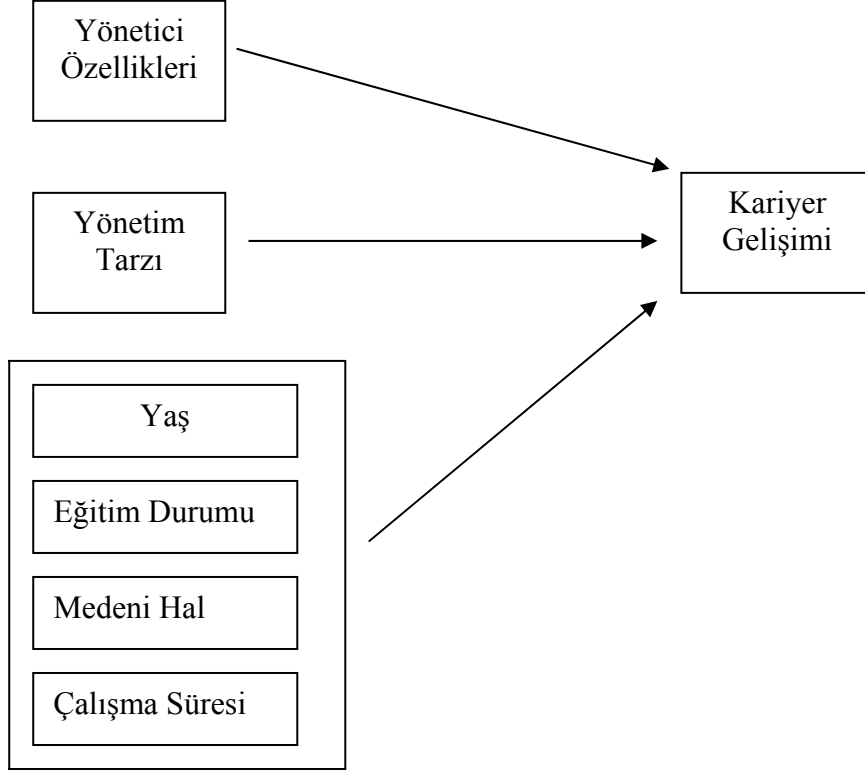 Yönetici
Özellikleri
Yönetim
Tarzı
Kariyer
Gelişimi
Yaş
Eğitim Durumu
Medeni Hal
Çalışma Süresi